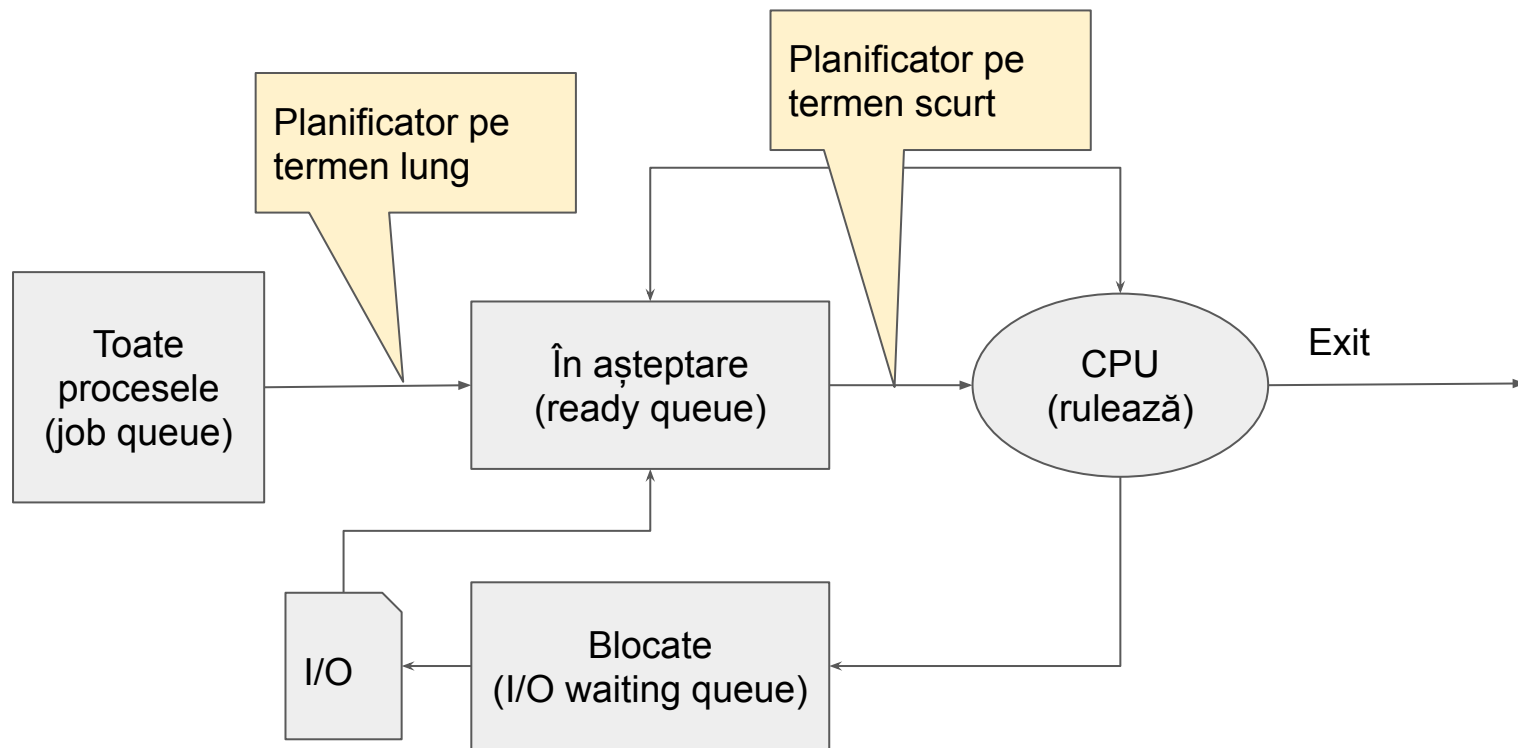 Planificator pe
termen lung
Planificator pe
termen scurt
Toate
procesele
(job queue)
În așteptare
(ready queue)
CPU
(rulează)
Exit
I/O
Blocate
(I/O waiting queue)